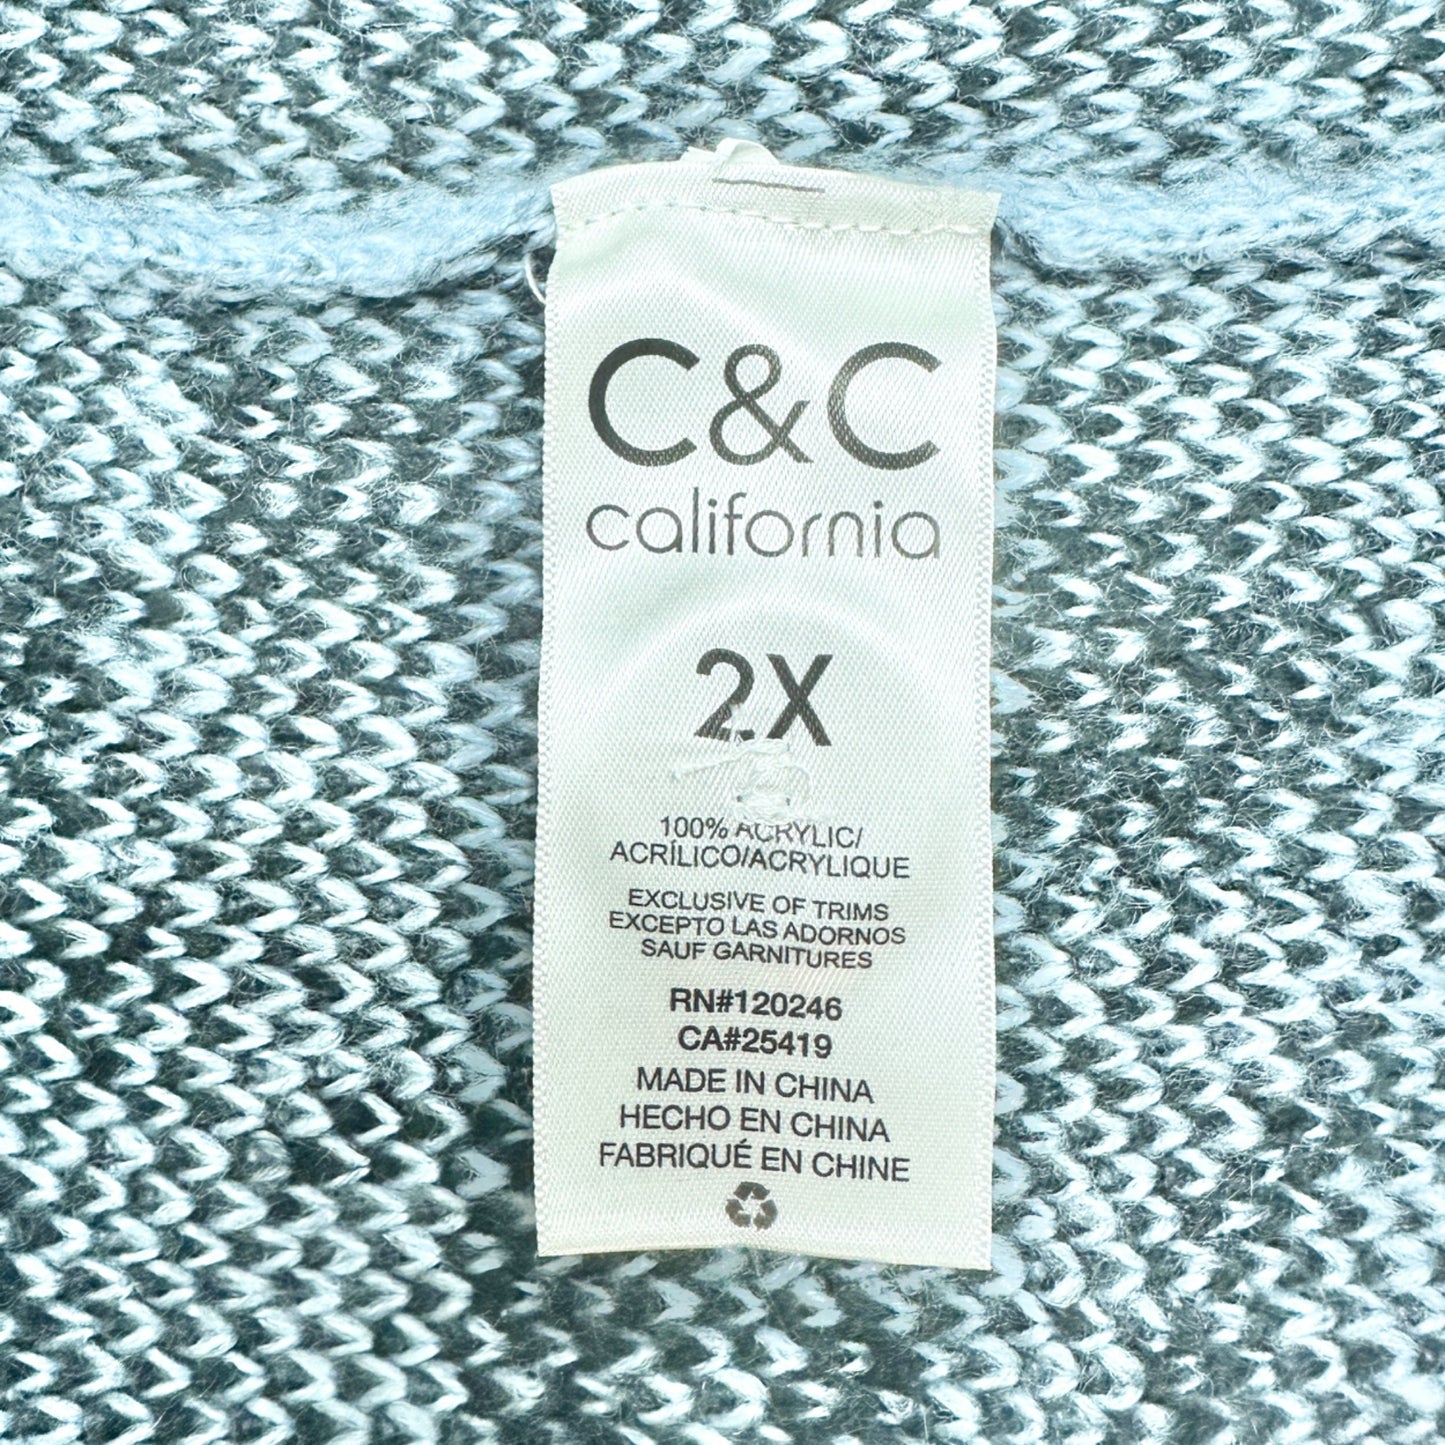 C&C
california
2X
100% ACRYLIC/
ACRÍLICO/ACRYLIQUE
EXCLUSIVE OF TRIMS
EXCEPTO LAS ADORNOS
SAUF GARNITURES
RN#120246
CA#25419
MADE IN CHINA
HECHO EN CHINA
FABRIQUÉ EN CHINE